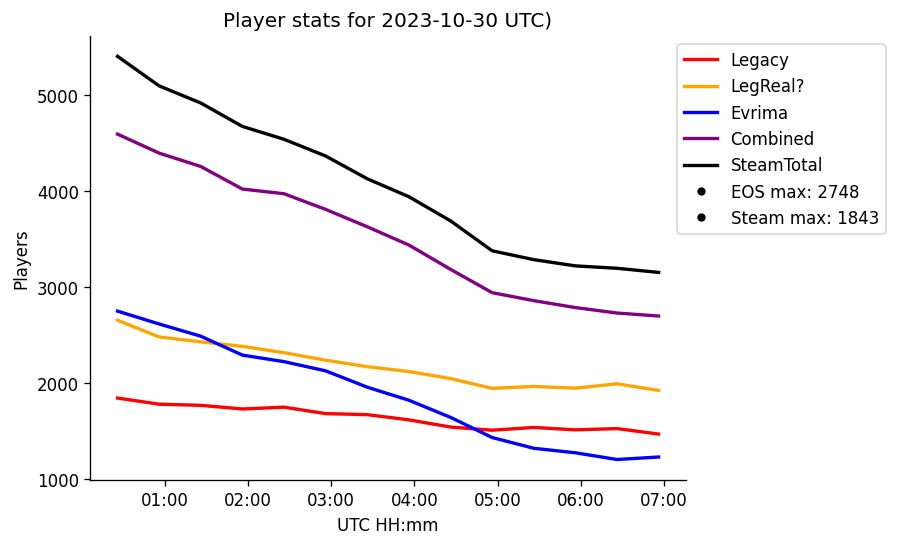 Player stats for 2023-10-30 UTC)
Legacy
LegReal?
Evrima
Combined
SteamTotal
EOS max: 2748
Steam max: 1843
Players
5000
4000
3000
2000
1000
01:00 02:00 03:00 04:00 05:00 06:00 07:00
UTC HH:mm